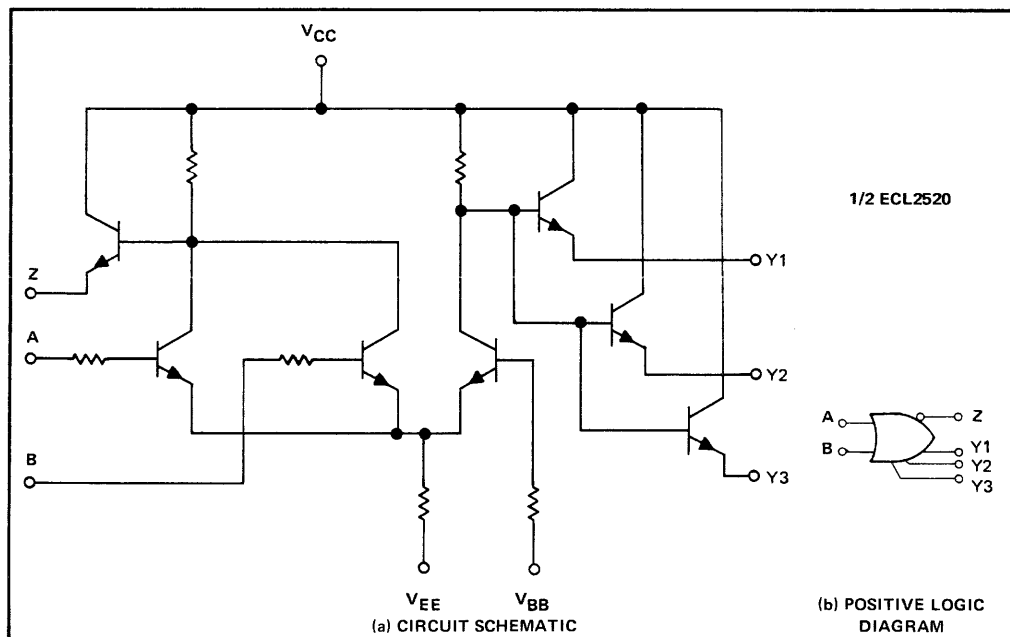 VCC
1/2 ECL2520
Z
Y1
A
Y2
B
Y3
VEE
VBB
(a) CIRCUIT SCHEMATIC
A
B
Z
Y1
Y2
Y3
(b) POSITIVE LOGIC
DIAGRAM